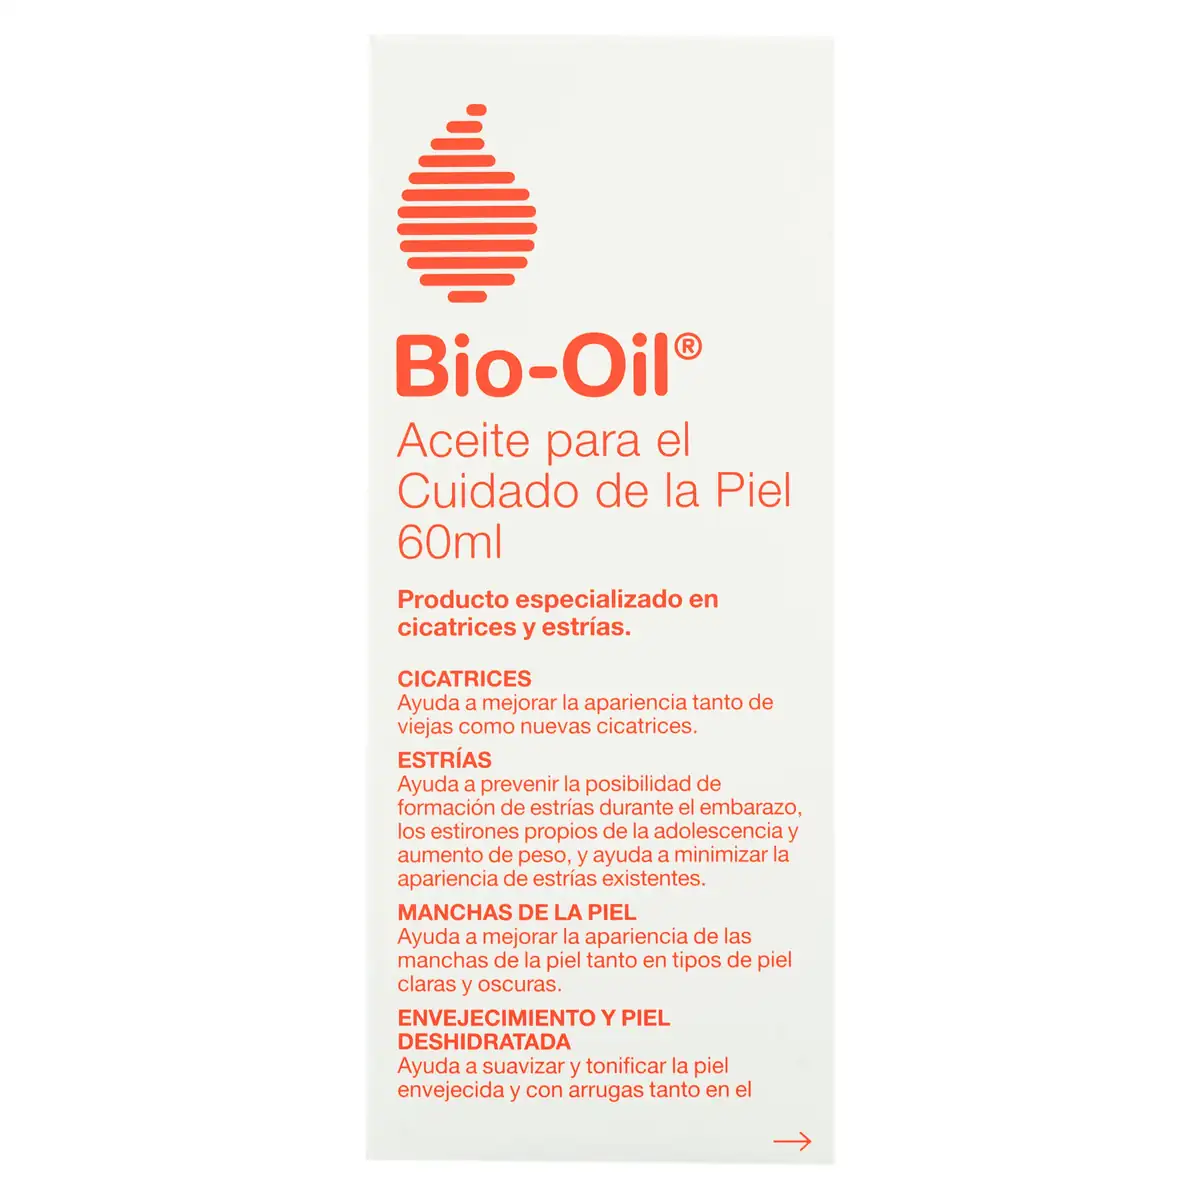 Bio-Oil®
Aceite para el
Cuidado de la Piel
60ml
Producto especializado en
cicatrices y estrías.
CICATRICES
Ayuda a mejorar la apariencia tanto de
viejas como nuevas cicatrices.
ESTRÍAS
Ayuda a prevenir la posibilidad de
formación de estrías durante el embarazo,
los estirones propios de la adolescencia y
aumento de peso, y ayuda a minimizar la
apariencia de estrías existentes.
MANCHAS DE LA PIEL
Ayuda a mejorar la apariencia de las
manchas de la piel tanto en tipos de piel
claras y oscuras.
ENVEJECIMIENTO Y PIEL
DESHIDRATADA
Ayuda a suavizar y tonificar la piel
envejecida y con arrugas tanto en el